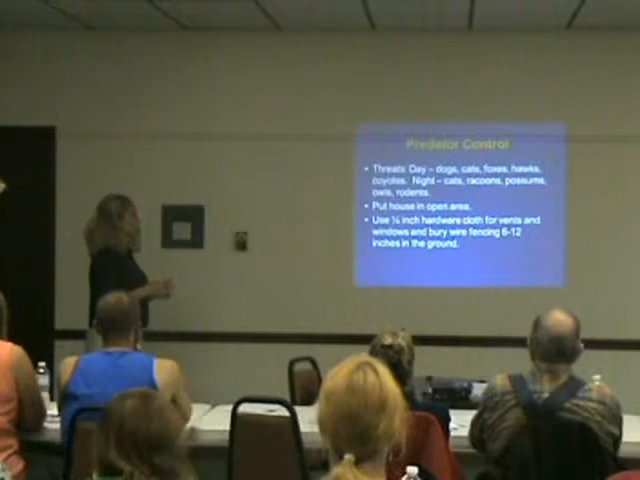 Predator Control
• Threats: Day – dogs, cats, foxes, hawks,
coyotes. Night – cats, racoons, possums,
owls, rodents.
• Put house in open area.
• Use ¼ inch hardware cloth for vents and
windows and bury wire fencing 6-12
inches in the ground.